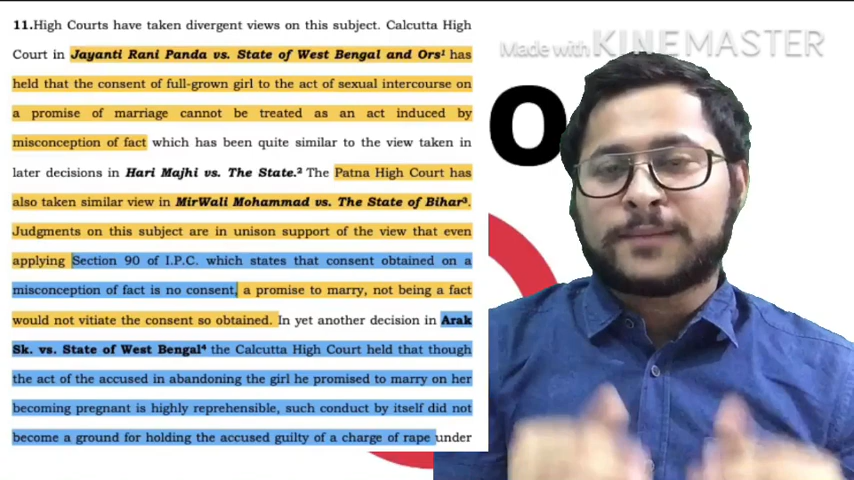 11.High Courts have taken divergent views on this subject. Calcutta High
Court in Jayanti Rani Panda vs. State of West Bengal and Ors¹ has
held that the consent of full-grown girl to the act of sexual intercourse on
a promise of marriage cannot be treated as an act induced by
misconception of fact which has been quite similar to the view taken in
later decisions in Hari Majhi vs. The State.² The Patna High Court has
also taken similar view in MirWali Mohammad vs. The State of Bihar³.
Judgments on this subject are in unison support of the view that even
applying Section 90 of I.P.C. which states that consent obtained on a
misconception of fact is no consent, a promise to marry, not being a fact
would not vitiate the consent so obtained. In yet another decision in Arak
Sk. vs. State of West Bengal⁴ the Calcutta High Court held that though
the act of the accused in abandoning the girl he promised to marry on her
becoming pregnant is highly reprehensible, such conduct by itself did not
become a ground for holding the accused guilty of a charge of rape under
Made with KINEMASTER